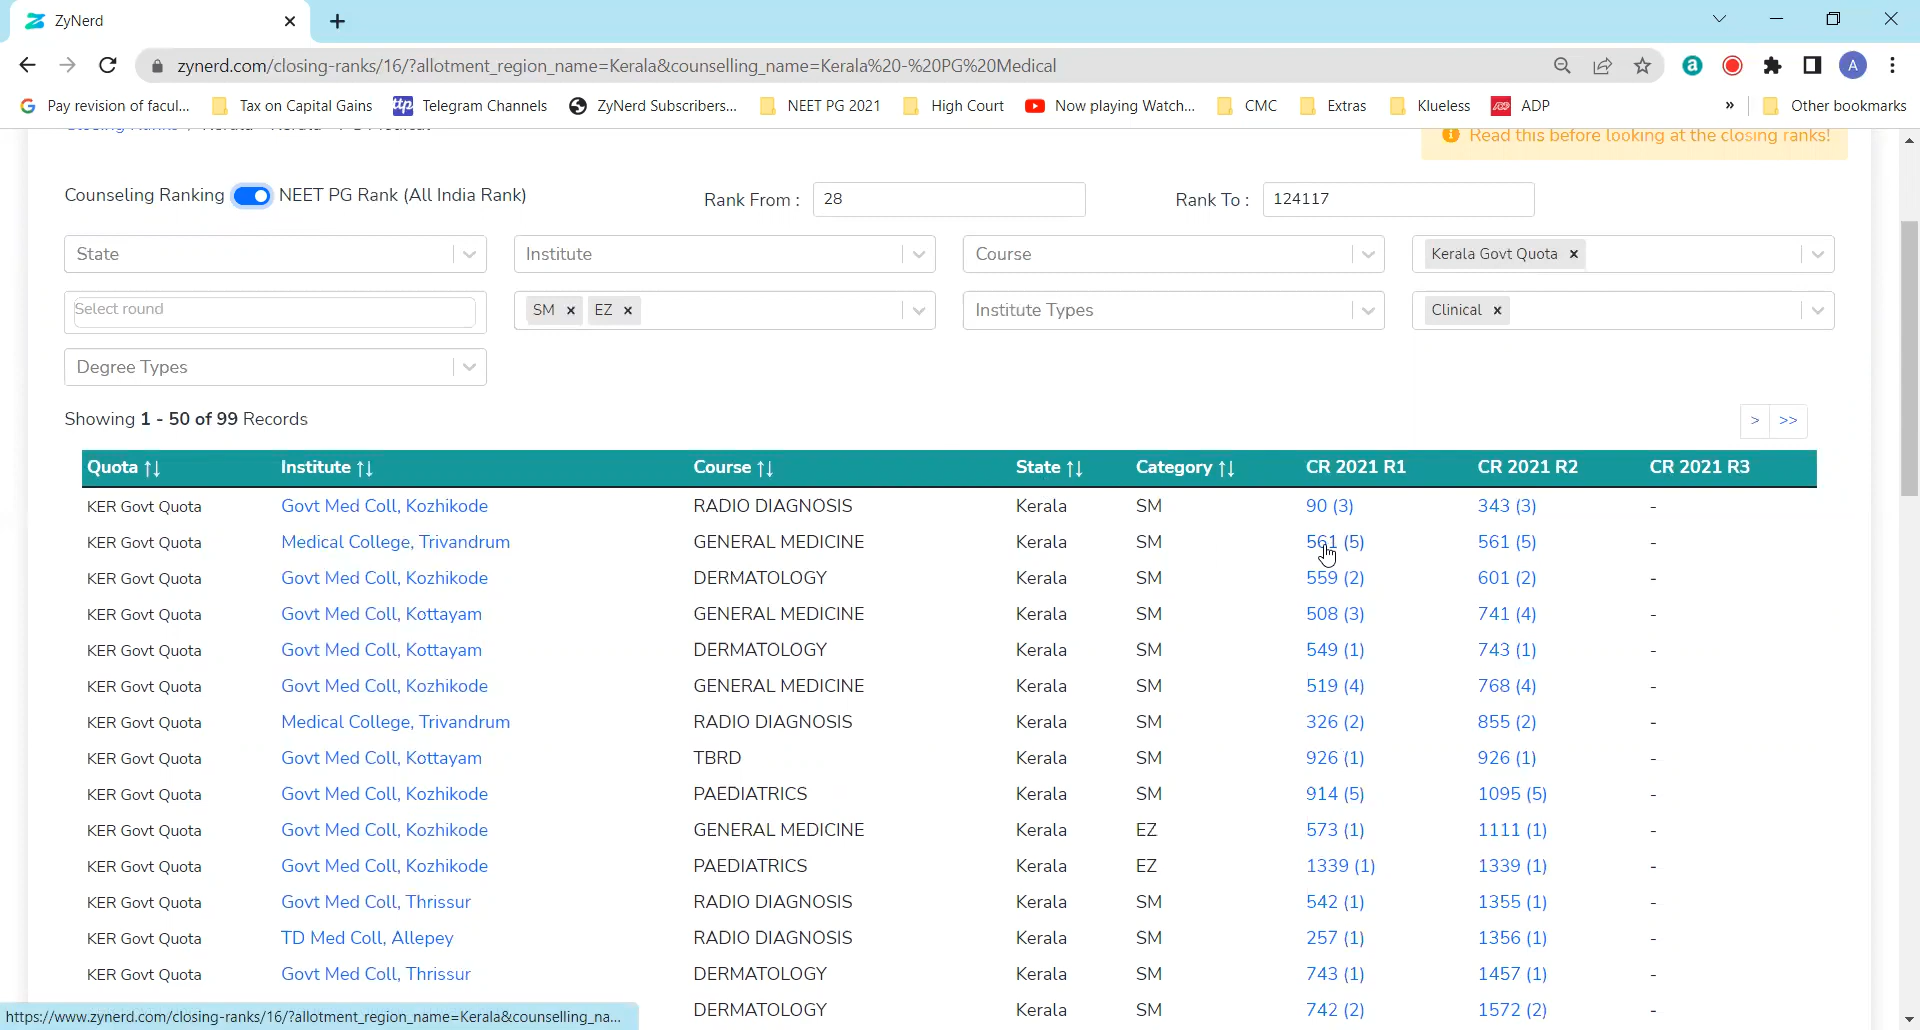 ZyNerd
zynerd.com/closing-ranks/16/?allotment_region_name=Kerala&counselling_name=Kerala%20-%20PG%20Medical
A
Pay revision of facul... Tax on Capital Gains ttp Telegram Channels ZyNerd Subscribers... NEET PG 2021 High Court Now playing Watch... CMC Extras Klueless ADP » Other bookmarks
Closing Ranks / Kerala - Kerala - PG Medical
Read this before looking at the closing ranks!
Counseling Ranking NEET PG Rank (All India Rank) Rank From : 28 Rank To : 124117
State Institute Course Kerala Govt Quota ×
Select round SM × EZ × Institute Types Clinical ×
Degree Types
Showing 1 - 50 of 99 Records > >>
Quota ↑↓ Institute ↑↓ Course ↑↓ State ↑↓ Category ↑↓ CR 2021 R1 CR 2021 R2 CR 2021 R3
KER Govt Quota Govt Med Coll, Kozhikode RADIO DIAGNOSIS Kerala SM 90 (3) 343 (3) -
KER Govt Quota Medical College, Trivandrum GENERAL MEDICINE Kerala SM 561 (5) 561 (5) -
KER Govt Quota Govt Med Coll, Kozhikode DERMATOLOGY Kerala SM 559 (2) 601 (2) -
KER Govt Quota Govt Med Coll, Kottayam GENERAL MEDICINE Kerala SM 508 (3) 741 (4) -
KER Govt Quota Govt Med Coll, Kottayam DERMATOLOGY Kerala SM 549 (1) 743 (1) -
KER Govt Quota Govt Med Coll, Kozhikode GENERAL MEDICINE Kerala SM 519 (4) 768 (4) -
KER Govt Quota Medical College, Trivandrum RADIO DIAGNOSIS Kerala SM 326 (2) 855 (2) -
KER Govt Quota Govt Med Coll, Kottayam TBRD Kerala SM 926 (1) 926 (1) -
KER Govt Quota Govt Med Coll, Kozhikode PAEDIATRICS Kerala SM 914 (5) 1095 (5) -
KER Govt Quota Govt Med Coll, Kozhikode GENERAL MEDICINE Kerala EZ 573 (1) 1111 (1) -
KER Govt Quota Govt Med Coll, Kozhikode PAEDIATRICS Kerala EZ 1339 (1) 1339 (1) -
KER Govt Quota Govt Med Coll, Thrissur RADIO DIAGNOSIS Kerala SM 542 (1) 1355 (1) -
KER Govt Quota TD Med Coll, Allepey RADIO DIAGNOSIS Kerala SM 257 (1) 1356 (1) -
KER Govt Quota Govt Med Coll, Thrissur DERMATOLOGY Kerala SM 743 (1) 1457 (1) -
DERMATOLOGY Kerala SM 742 (2) 1572 (2) -
https://www.zynerd.com/closing-ranks/16/?allotment_region_name=Kerala&counselling_na...